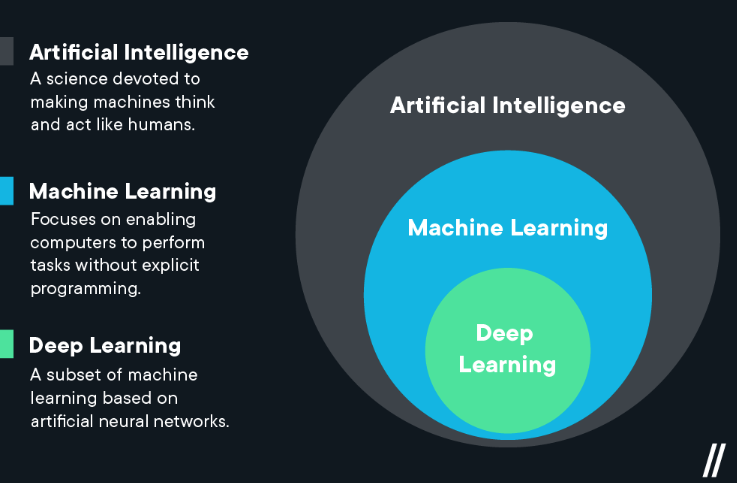 Artificial Intelligence
A science devoted to
making machines think
and act like humans.
Machine Learning
Focuses on enabling
computers to perform
tasks without explicit
programming.
Deep Learning
A subset of machine
learning based on
artificial neural networks.
Artificial Intelligence
Machine Learning
Deep
Learning